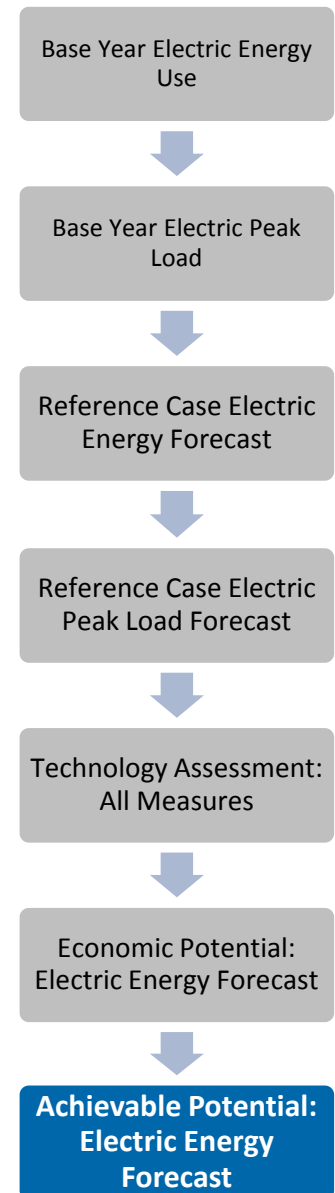 Base Year Electric Energy
Use
Base Year Electric Peak
Load
Reference Case Electric
Energy Forecast
Reference Case Electric
Peak Load Forecast
Technology Assessment:
All Measures
Economic Potential:
Electric Energy Forecast
Achievable Potential:
Electric Energy
Forecast